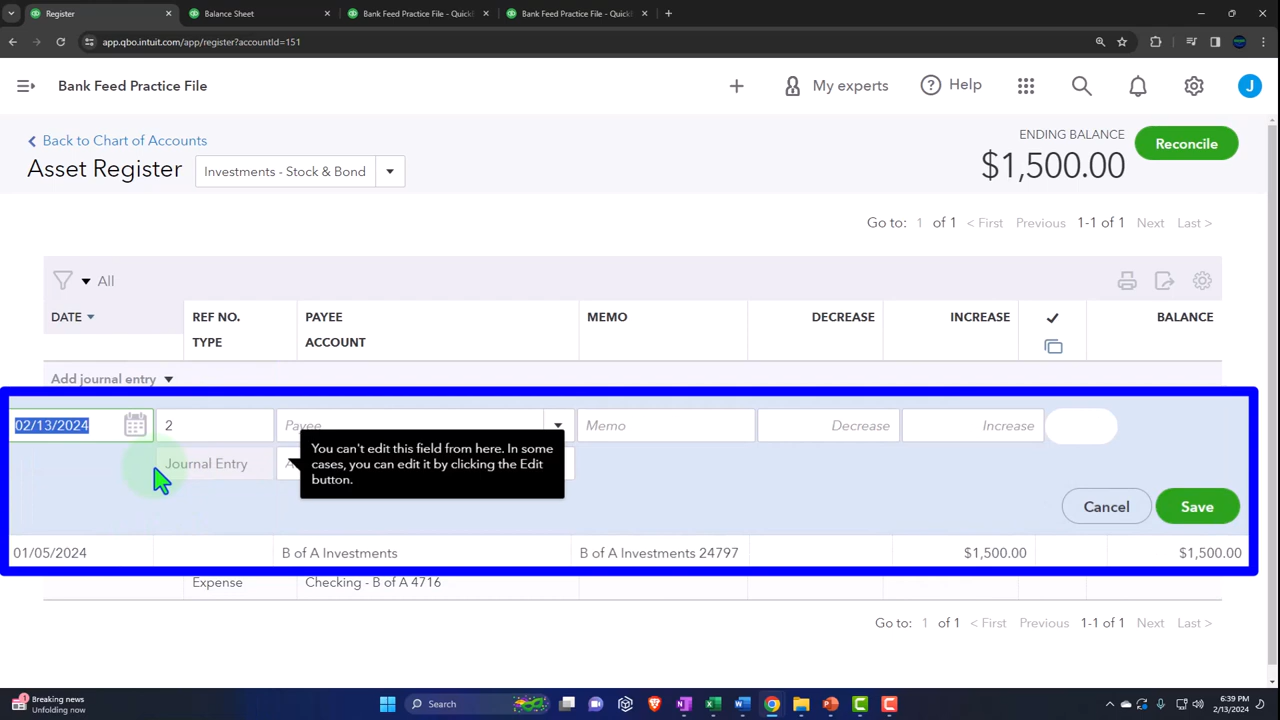 Register
Balance Sheet
Bank Feed Practice File - Quickl
Bank Feed Practice File - Quickl
app.qbo.intuit.com/app/register?accountId=151
Bank Feed Practice File
My experts
Help
J
Back to Chart of Accounts
ENDING BALANCE
Reconcile
Asset Register
Investments - Stock & Bond
$1,500.00
Go to: 1 of 1 < First Previous 1-1 of 1 Next Last >
All
DATE REF NO. PAYEE MEMO DECREASE INCREASE BALANCE
TYPE ACCOUNT
Add journal entry
02/13/2024 2 Payee Memo Decrease Increase
Journal Entry
You can't edit this field from here. In some
cases, you can edit it by clicking the Edit
button.
Cancel Save
01/05/2024 B of A Investments B of A Investments 24797 $1,500.00 $1,500.00
Expense Checking - B of A 4716
Go to: 1 of 1 < First Previous 1-1 of 1 Next Last >
1
Breaking news
Unfolding now
Search
6:39 PM
2/13/2024